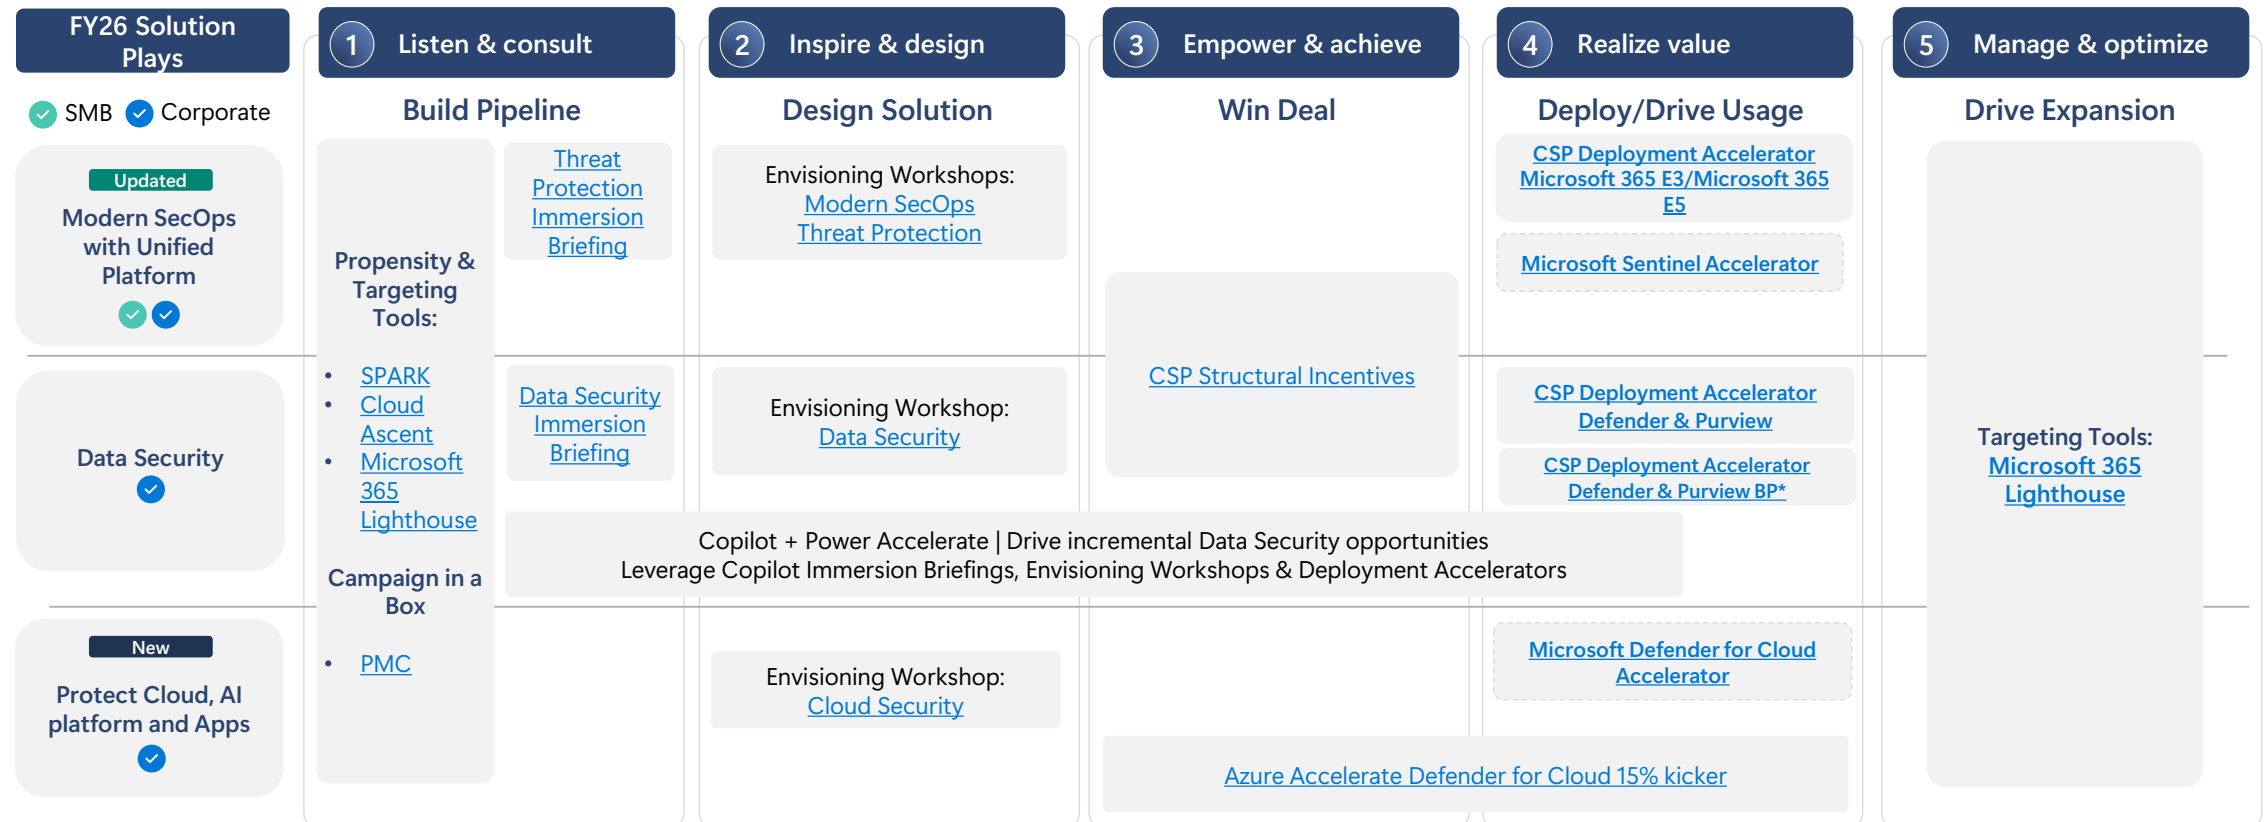 FY26 Solution
Plays
SMB
Corporate
1
Listen & consult
2
Inspire & design
3
Empower & achieve
4
Realize value
5
Manage & optimize
Build Pipeline
Design Solution
Win Deal
Deploy/Drive Usage
Drive Expansion
Updated
Modern SecOps
with Unified
Platform
Propensity &
Targeting
Tools:
• SPARK
• Cloud
Ascent
• Microsoft
365
Lighthouse
Campaign in a
Box
• PMC
Threat
Protection
Immersion
Briefing
Envisioning Workshops:
Modern SecOps
Threat Protection
CSP Deployment Accelerator
Microsoft 365 E3/Microsoft 365
E5
Microsoft Sentinel Accelerator
CSP Structural Incentives
Targeting Tools:
Microsoft 365
Lighthouse
Data Security
Data Security
Immersion
Briefing
Envisioning Workshop:
Data Security
CSP Deployment Accelerator
Defender & Purview
CSP Deployment Accelerator
Defender & Purview BP*
Copilot + Power Accelerate | Drive incremental Data Security opportunities
Leverage Copilot Immersion Briefings, Envisioning Workshops & Deployment Accelerators
New
Protect Cloud, AI
platform and Apps
Envisioning Workshop:
Cloud Security
Microsoft Defender for Cloud
Accelerator
Azure Accelerate Defender for Cloud 15% kicker